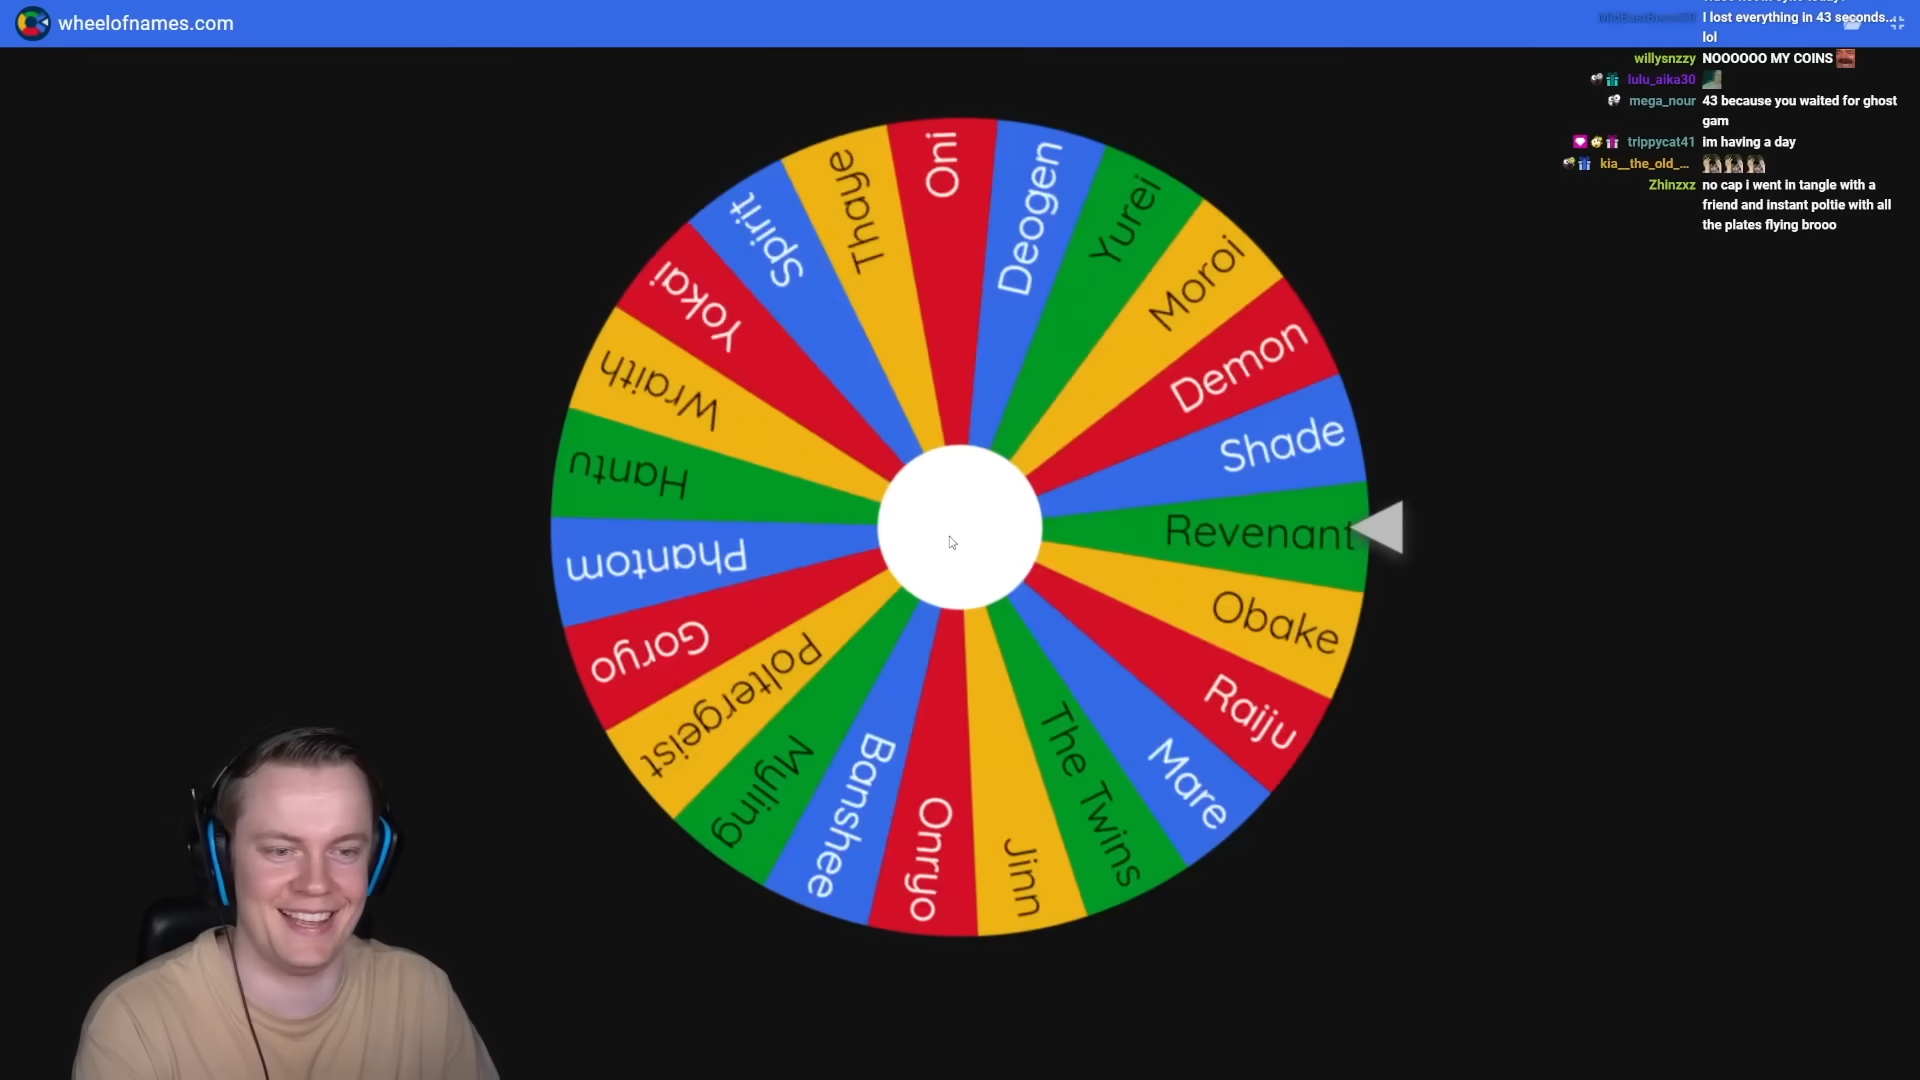 wheelofnames.com
I lost everything in 43 seconds...
lol
willysnzzy NOOOOOO MY COINS
lulu_aika30
mega_nour 43 because you waited for ghost
gam
trippycat41 im having a day
kia__the_old_...
Zhinzxz no cap i went in tangle with a
friend and instant poltie with all
the plates flying brooo
Oni
Deogen
Yurei
Moroi
Demon
Shade
Revenant
Obake
Raiju
Mare
The Twins
Jinn
Onryo
Banshee
Myling
Poltergeist
Goryo
Phantom
Hantu
Wraith
Yokai
Spirit
Thaye